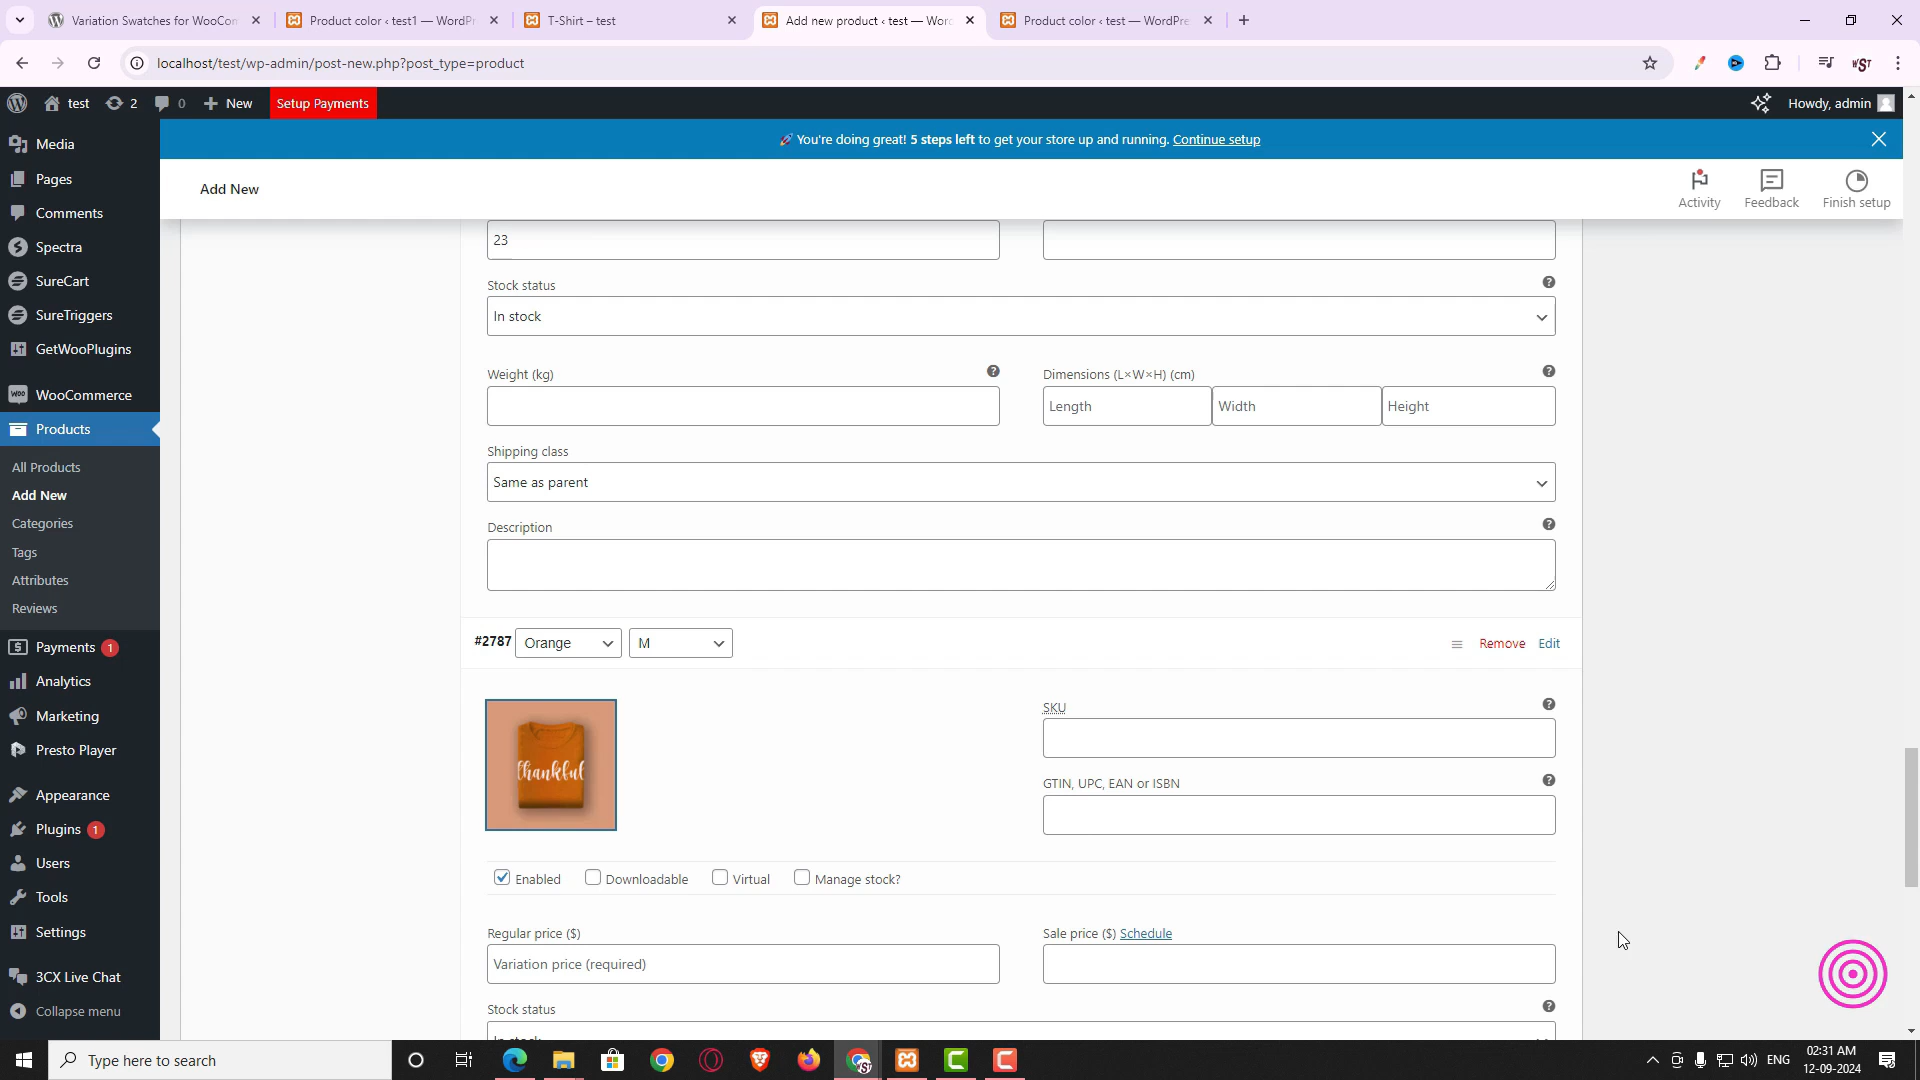 Variation Swatches for WooCom
Product color ‹ test1 — WordPr
T-Shirt – test
Add new product ‹ test — Word
Product color ‹ test — WordPre
localhost/test/wp-admin/post-new.php?post_type=product
test
2
0
New
Setup Payments
Howdy, admin
🚀 You're doing great! 5 steps left to get your store up and running. Continue setup
Add New
Activity
Feedback
Finish setup
Media
Pages
Comments
Spectra
SureCart
SureTriggers
GetWooPlugins
WooCommerce
Products
All Products
Add New
Categories
Tags
Attributes
Reviews
Payments 1
Analytics
Marketing
Presto Player
Appearance
Plugins 1
Users
Tools
Settings
3CX Live Chat
Collapse menu
23
Stock status
In stock
Weight (kg)
Dimensions (L×W×H) (cm)
Length
Width
Height
Shipping class
Same as parent
Description
#2787
Orange
M
Remove
Edit
thankful
SKU
GTIN, UPC, EAN or ISBN
Enabled
Downloadable
Virtual
Manage stock?
Regular price ($)
Sale price ($) Schedule
Variation price (required)
Stock status
In stock
Type here to search
ENG
02:31 AM
12-09-2024